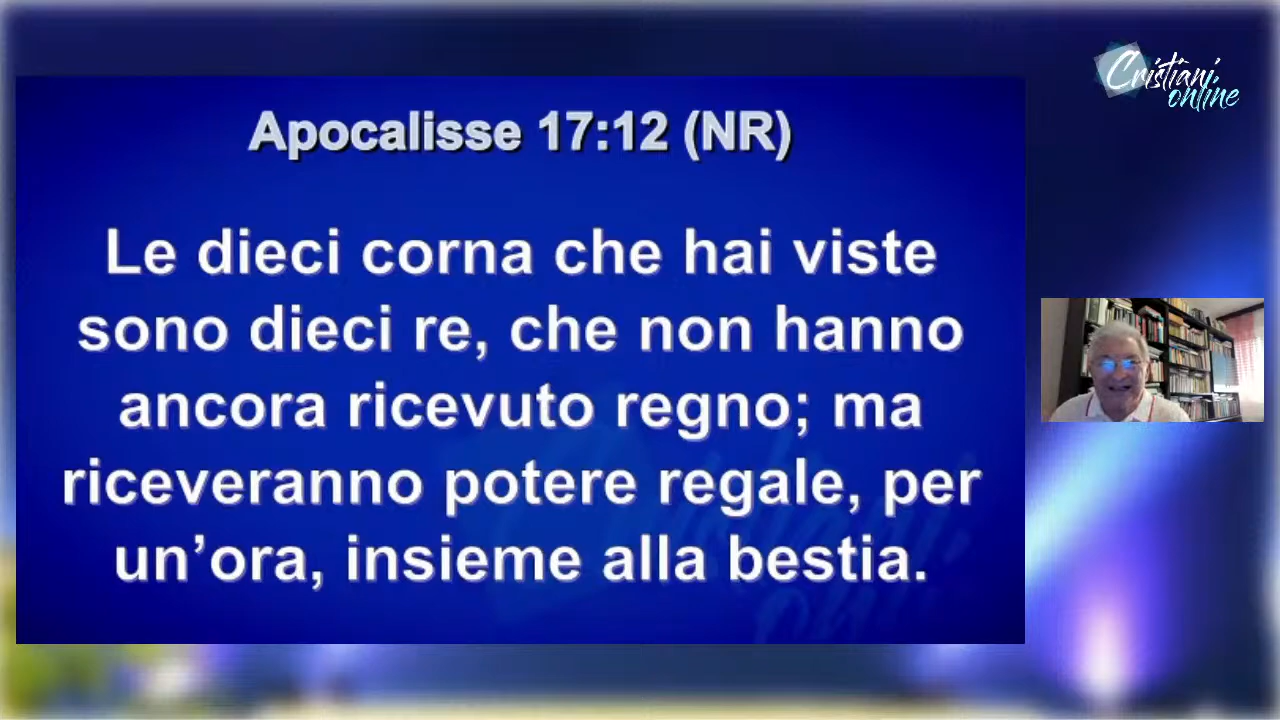 Cristiani
online
Apocalisse 17:12 (NR)
Le dieci corna che hai viste
sono dieci re, che non hanno
ancora ricevuto regno; ma
riceveranno potere regale, per
un’ora, insieme alla bestia.